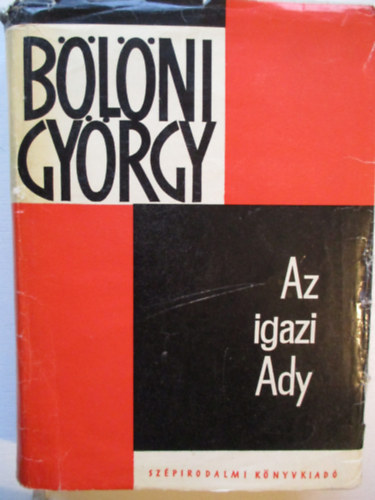 BÖLÖNI
GYÖRGY
Az
igazi
Ady
SZÉPIRODALMI KÖNYVKIADÓ